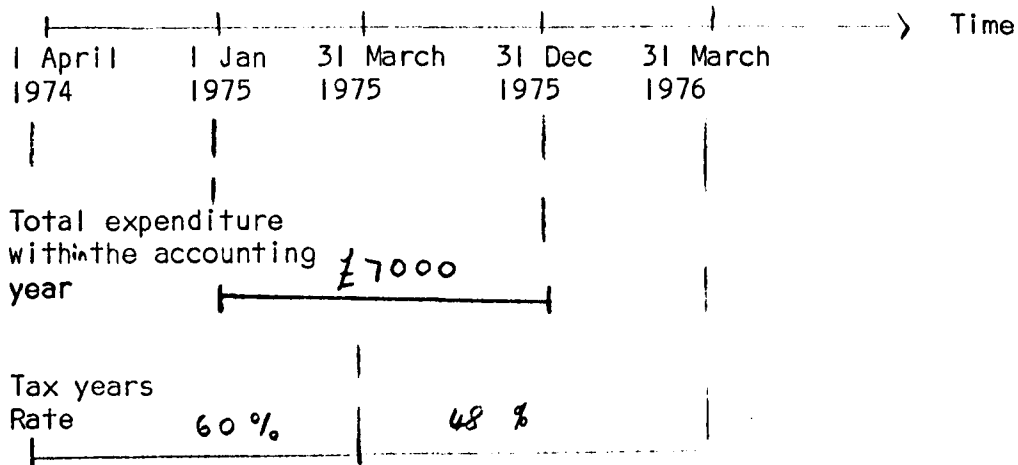 Time
1 April 1 Jan 31 March 31 Dec 31 March
1974 1975 1975 1975 1976
Total expenditure
within the accounting
year
£7000
Tax years
Rate
60 % 48 %